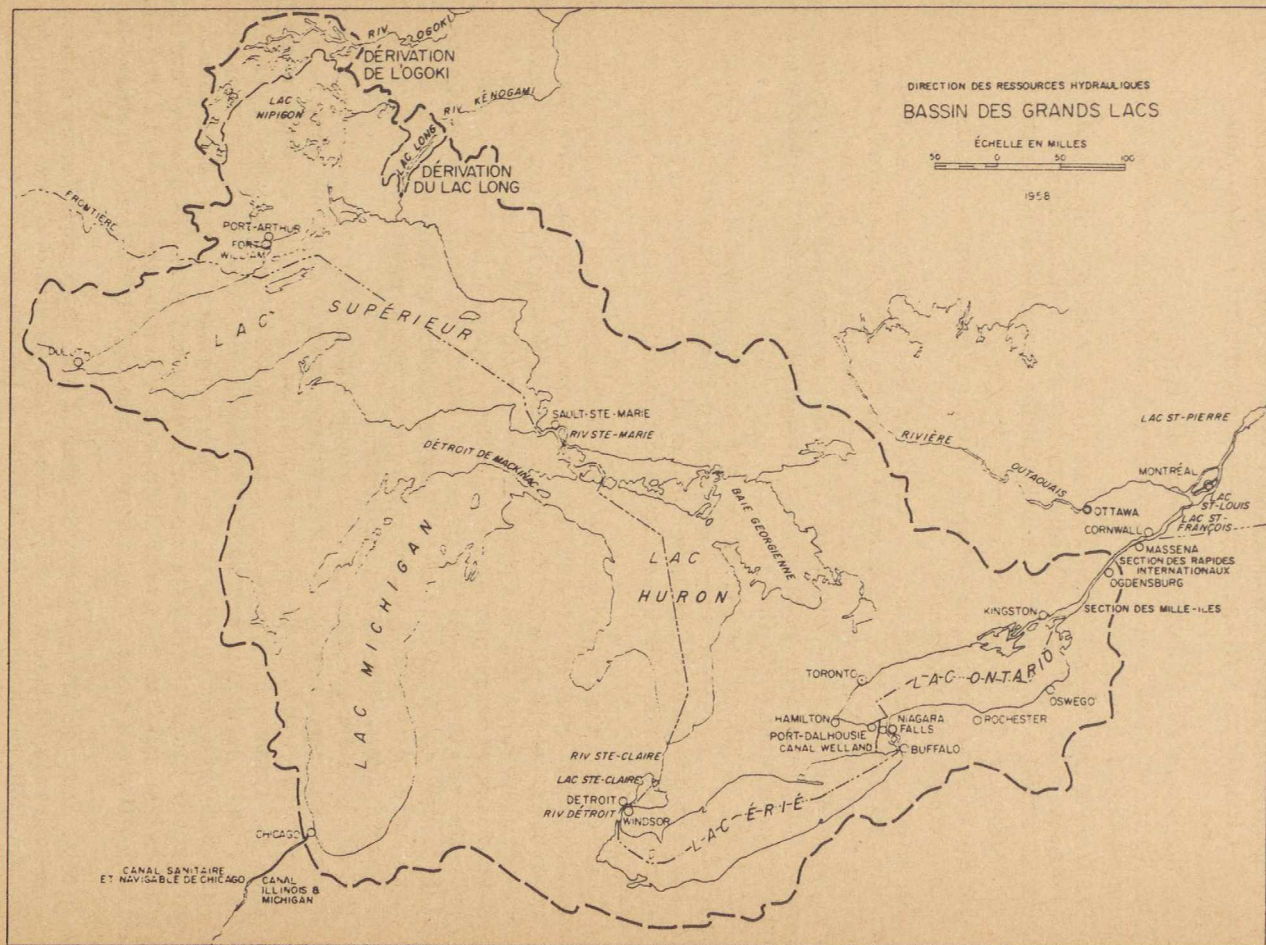 DIRECTION DES RESSOURCES HYDRAULIQUES
BASSIN DES GRANDS LACS
ÉCHELLE EN MILLES
50 0 50 100
1958
RIV OGOKI
DÉRIVATION
DE L'OGOKI
LAC
NIPIGON
RIV KÉNOGAMI
LAC LONG
DÉRIVATION
DU LAC LONG
FRONTIÈRE
PORT-ARTHUR
FORT
WILLIAM
LAC SUPÉRIEUR
SAULT-STE-MARIE
RIV STE-MARIE
DÉTROIT DE MACKINAC
BAIE GEORGIENNE
LAC MICHIGAN
LAC
HURON
RIVIÈRE OUTAOUAIS
LAC ST-PIERRE
MONTRÉAL
LAC
ST-LOUIS
OTTAWA
LAC ST-
FRANÇOIS
CORNWALL
MASSENA
SECTION DES RAPIDES
INTERNATIONAUX
OGDENSBURG
KINGSTON
SECTION DES MILLE-ILES
TORONTO
LAC ONTARIO
OSWEGO
HAMILTON
NIAGARA
FALLS
ROCHESTER
PORT-DALHOUSIE
CANAL WELLAND
BUFFALO
RIV STE-CLAIRE
LAC STE-CLAIRE
DETROIT
RIV DÉTROIT
WINDSOR
LAC ÉRIÉ
CHICAGO
CANAL SANITAIRE
ET NAVIGABLE DE CHICAGO
CANAL
ILLINOIS &
MICHIGAN